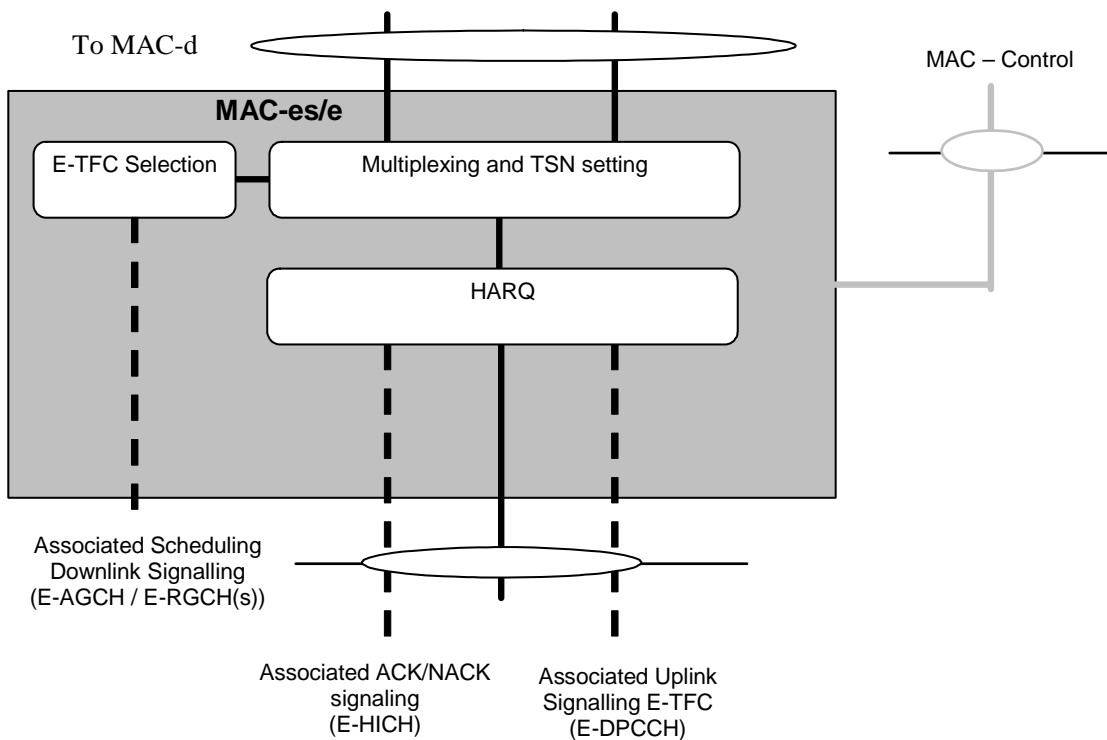 To MAC-d
MAC – Control
MAC-es/e
E-TFC Selection
Multiplexing and TSN setting
HARQ
Associated Scheduling
Downlink Signalling
(E-AGCH / E-RGCH(s))
Associated ACK/NACK
signaling
(E-HICH)
Associated Uplink
Signalling E-TFC
(E-DPCCH)